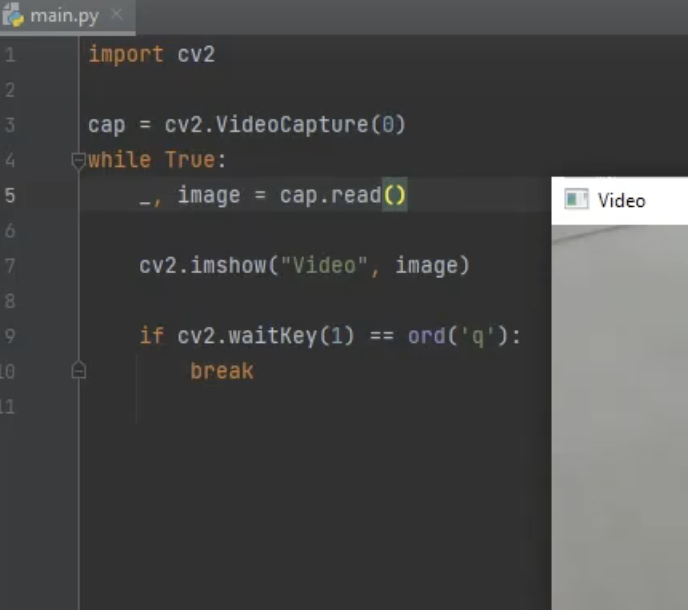 main.py
1 import cv2
2
3 cap = cv2.VideoCapture(0)
4 while True:
5     _, image = cap.read()
6
7     cv2.imshow("Video", image)
8
9     if cv2.waitKey(1) == ord('q'):
10         break
11
Video